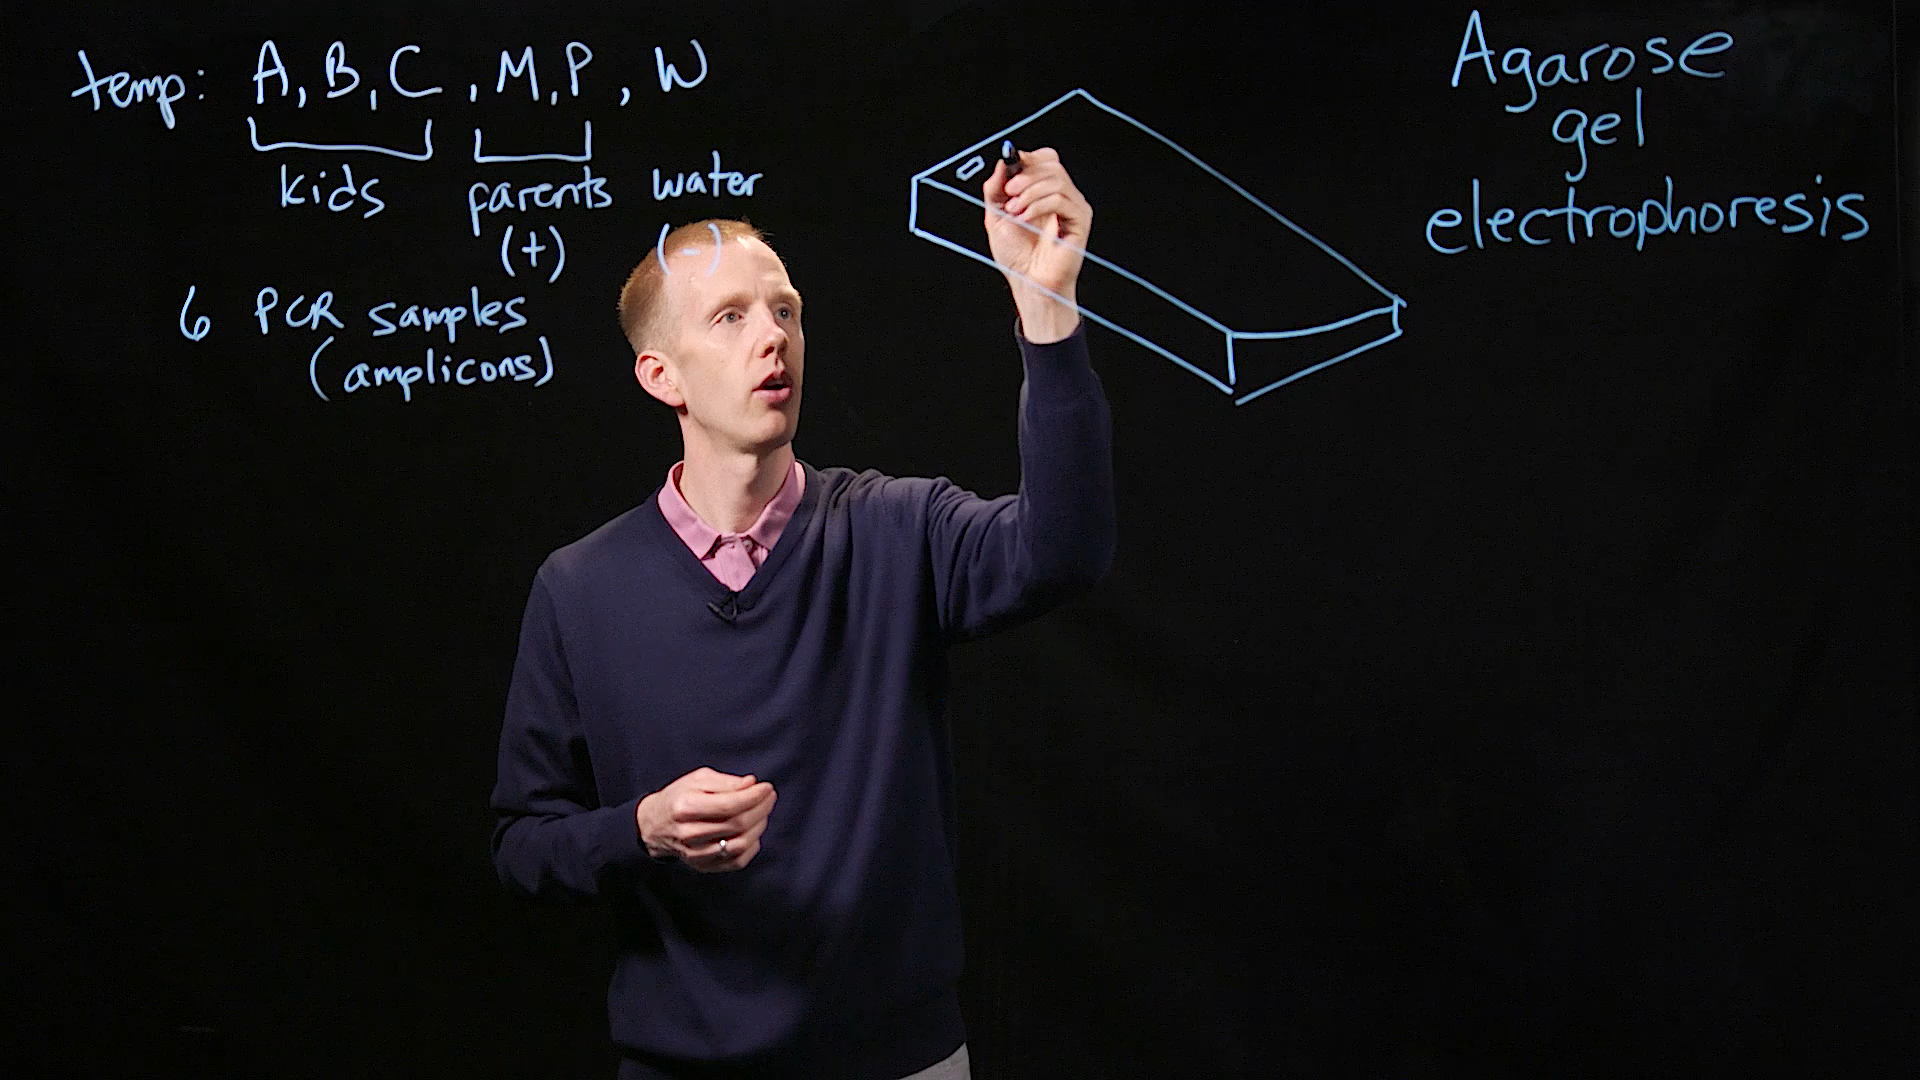 temp: A, B, C, M, P, W
kids
parents
water
(+)
(-)
6 PCR samples
(amplicons)
Agarose
gel
electrophoresis